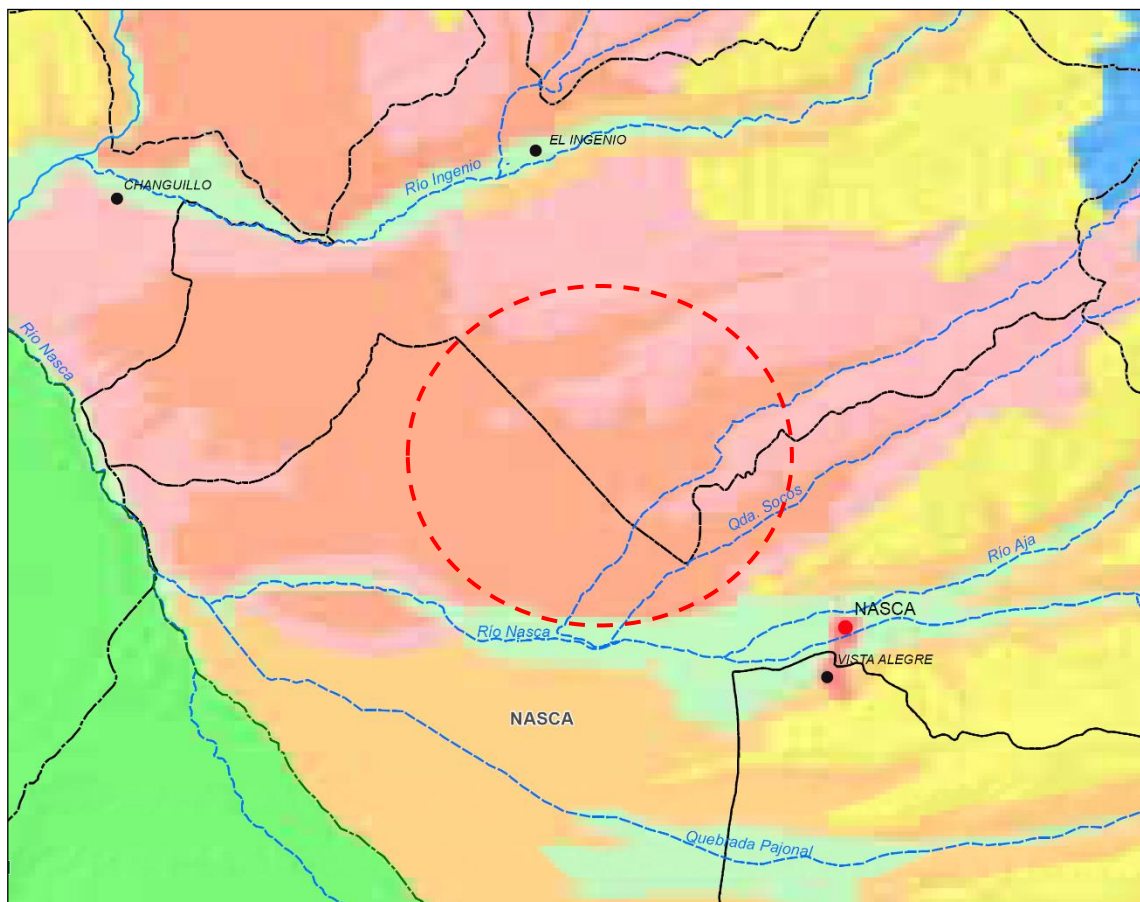 EL INGENIO
Río Ingenio
CHANGUILLO
Río Nasca
Qda. Socos
Río Aja
NASCA
Río Nasca
VISTA ALEGRE
NASCA
Quebrada Pajonal